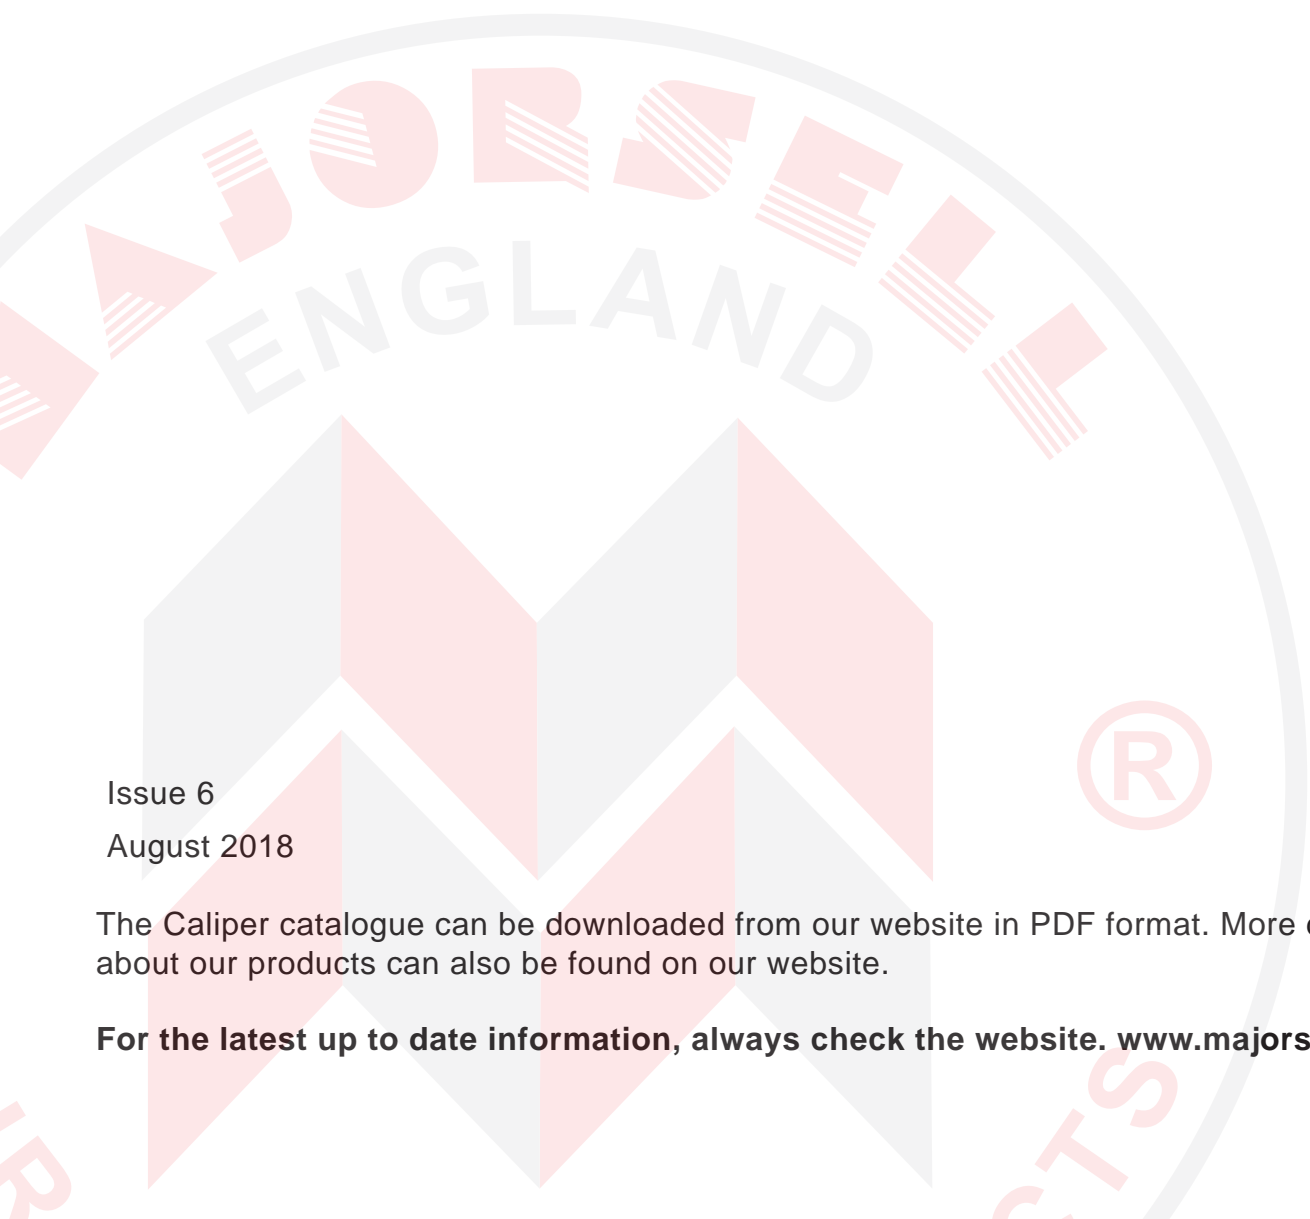 MAJORSELL
ENGLAND
®
Issue 6
August 2018
The Caliper catalogue can be downloaded from our website in PDF format. More
about our products can also be found on our website.
For the latest up to date information, always check the website. www.majors